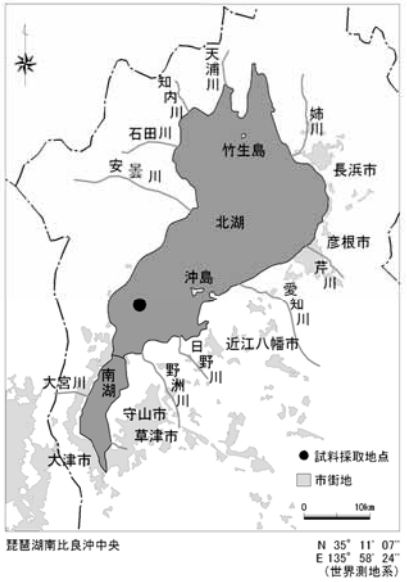 天浦川
知内川
石田川
安曇川
姉川
竹生島
長浜市
北湖
彦根市
芹川
沖島
愛知川
近江八幡市
日野川
野洲川
大宮川
南湖
守山市
草津市
大津市
試料採取地点
市街地
0 10km
琵琶湖南比良沖中央
N 35° 11′ 07″
E 135° 58′ 24″
(世界測地系)